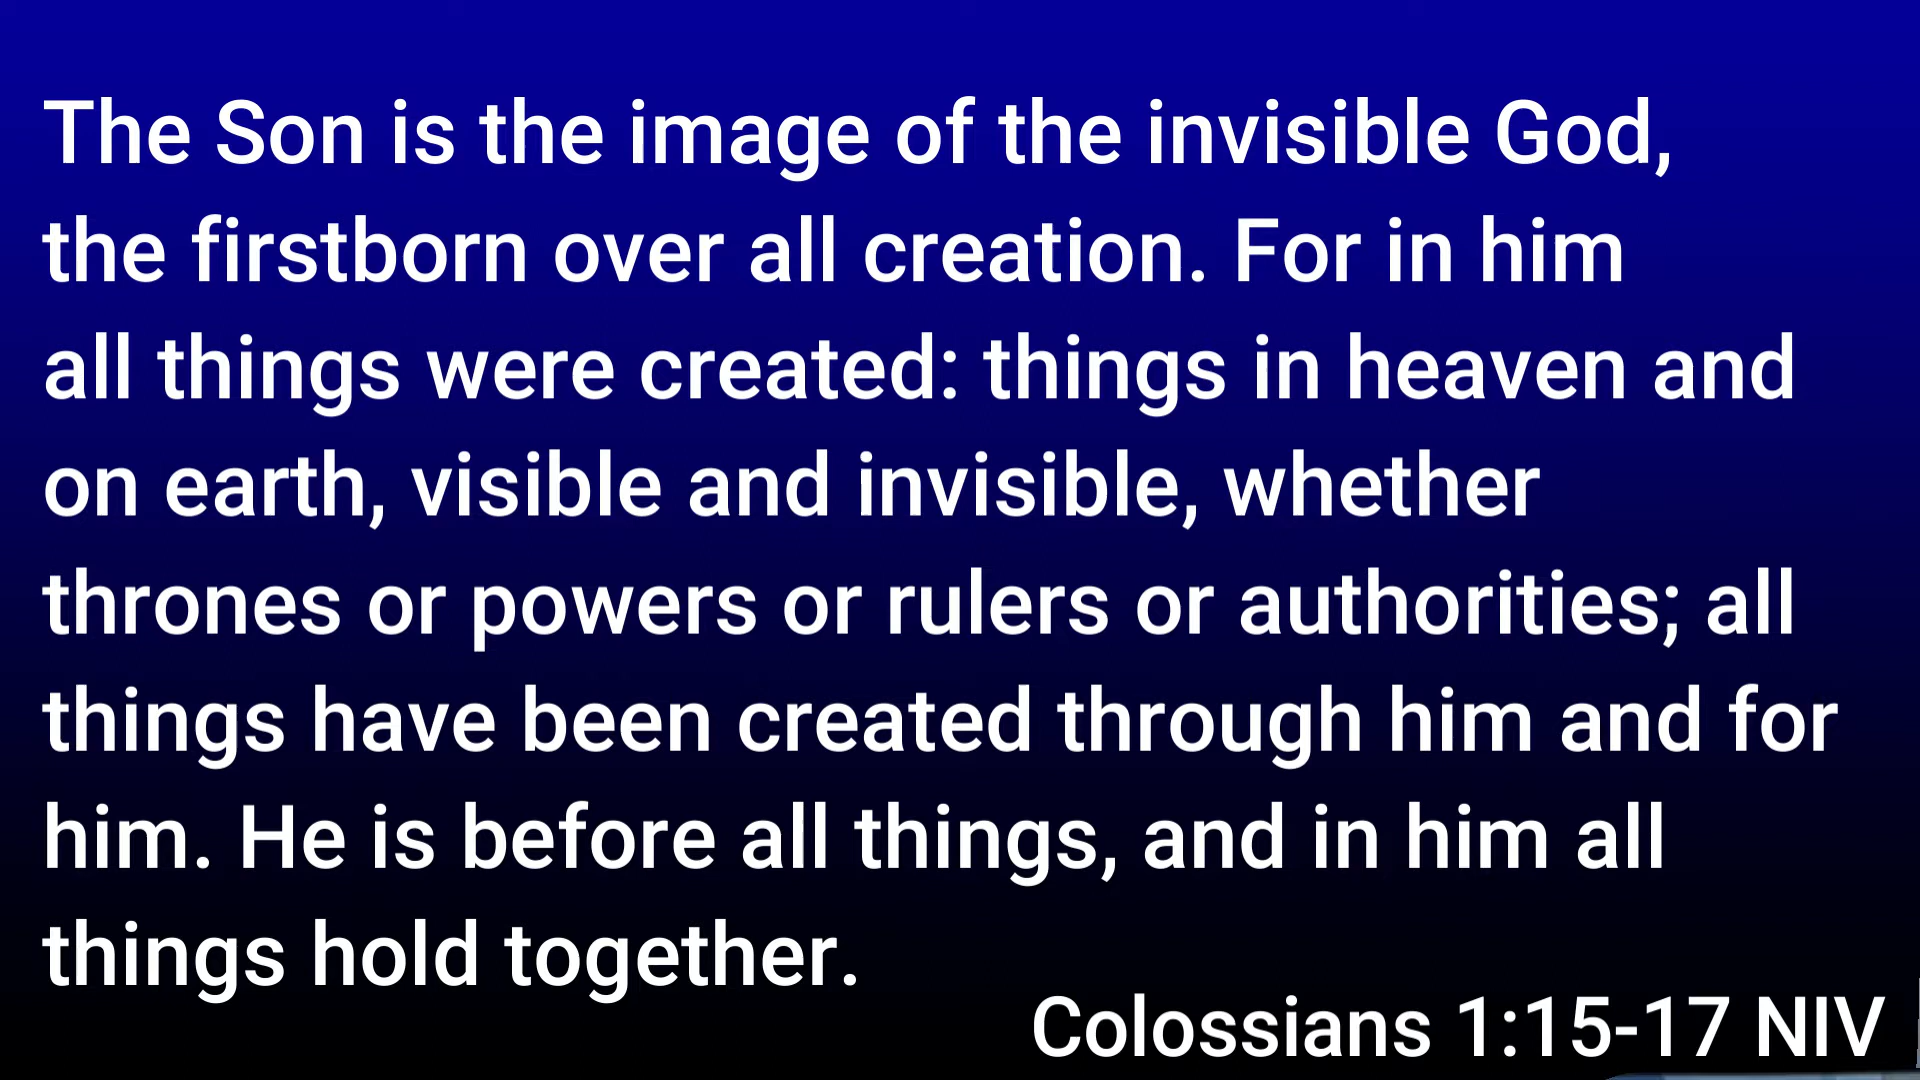 The Son is the image of the invisible God,
the firstborn over all creation. For in him
all things were created: things in heaven and
on earth, visible and invisible, whether
thrones or powers or rulers or authorities; all
things have been created through him and for
him. He is before all things, and in him all
things hold together.
Colossians 1:15-17 NIV